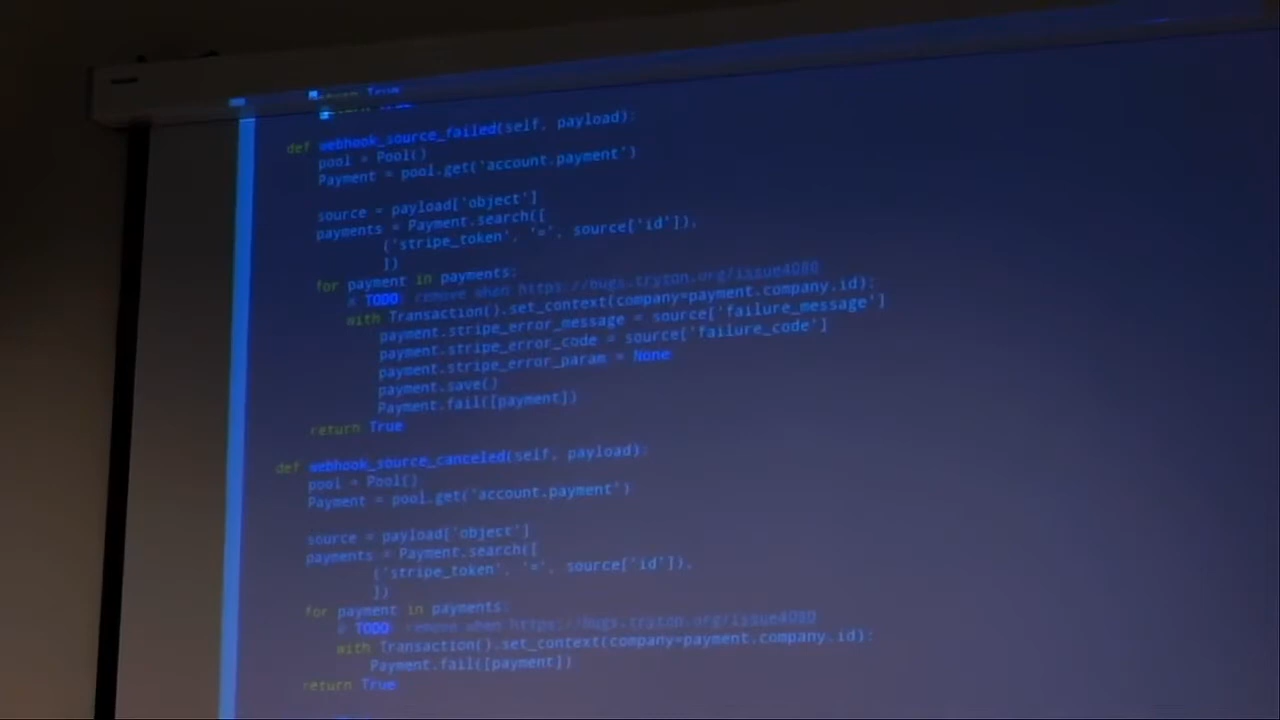 return True
return True
def webhook_source_failed(self, payload):
pool = Pool()
Payment = pool.get('account.payment')
source = payload['object']
payments = Payment.search([
('stripe_token', '=', source['id']),
])
for payment in payments:
# TODO: remove when https://bugs.tryton.org/issue4080
with Transaction().set_context(company=payment.company.id):
payment.stripe_error_message = source['failure_message']
payment.stripe_error_code = source['failure_code']
payment.stripe_error_param = None
payment.save()
Payment.fail([payment])
return True
def webhook_source_canceled(self, payload):
pool = Pool()
Payment = pool.get('account.payment')
source = payload['object']
payments = Payment.search([
('stripe_token', '=', source['id']),
])
for payment in payments:
# TODO: remove when https://bugs.tryton.org/issue4080
with Transaction().set_context(company=payment.company.id):
Payment.fail([payment])
return True